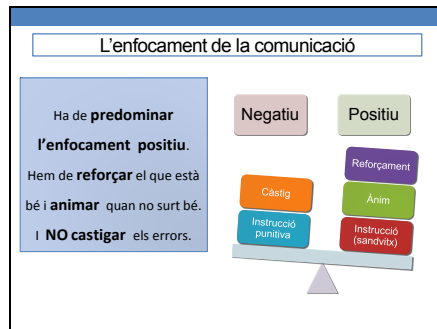 L'enfocament de la comunicació
Ha de predominar
l'enfocament positiu.
Hem de reforçar el que està
bé i animar quan no surt bé.
I NO castigar els errors.
Negatiu
Positiu
Càstig
Instrucció
punitiva
Reforçament
Ànim
Instrucció
(sandvitx)